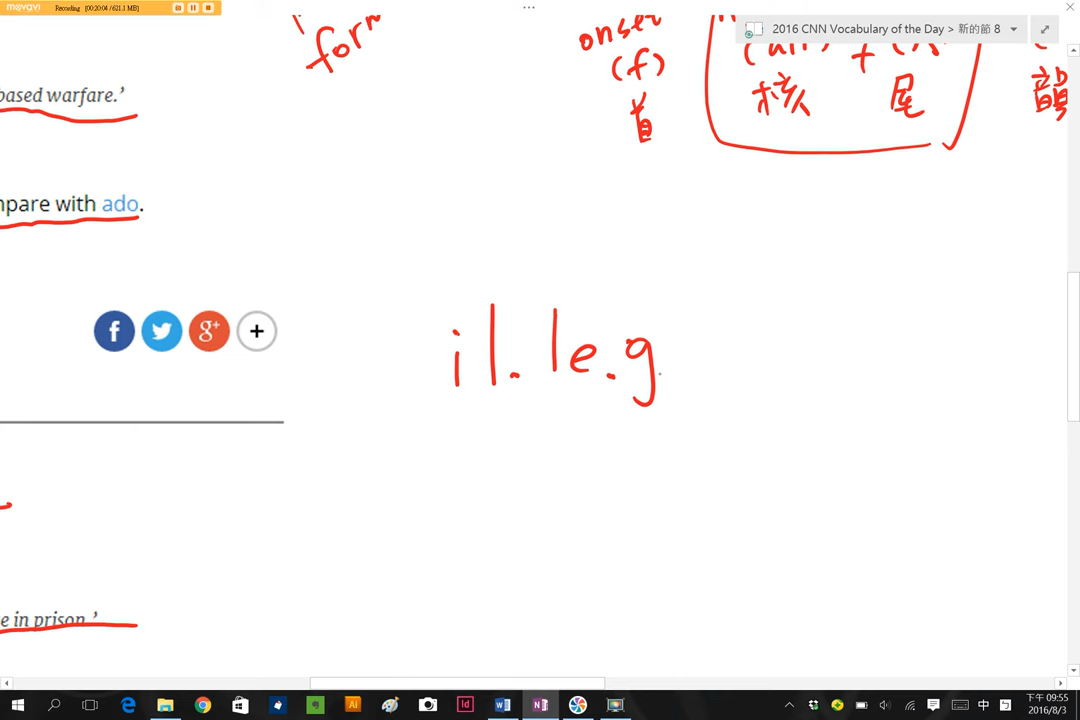 movavi Recording [00:20:04 / 621.1 MB]
2016 CNN Vocabulary of the Day > 新的節 8
form
onset
(f)
首
+
核 尾
韻
based warfare.’
mpare with ado.
f g+ +
il.le.g
e in prison.’
下午 09:55
中 2016/8/3